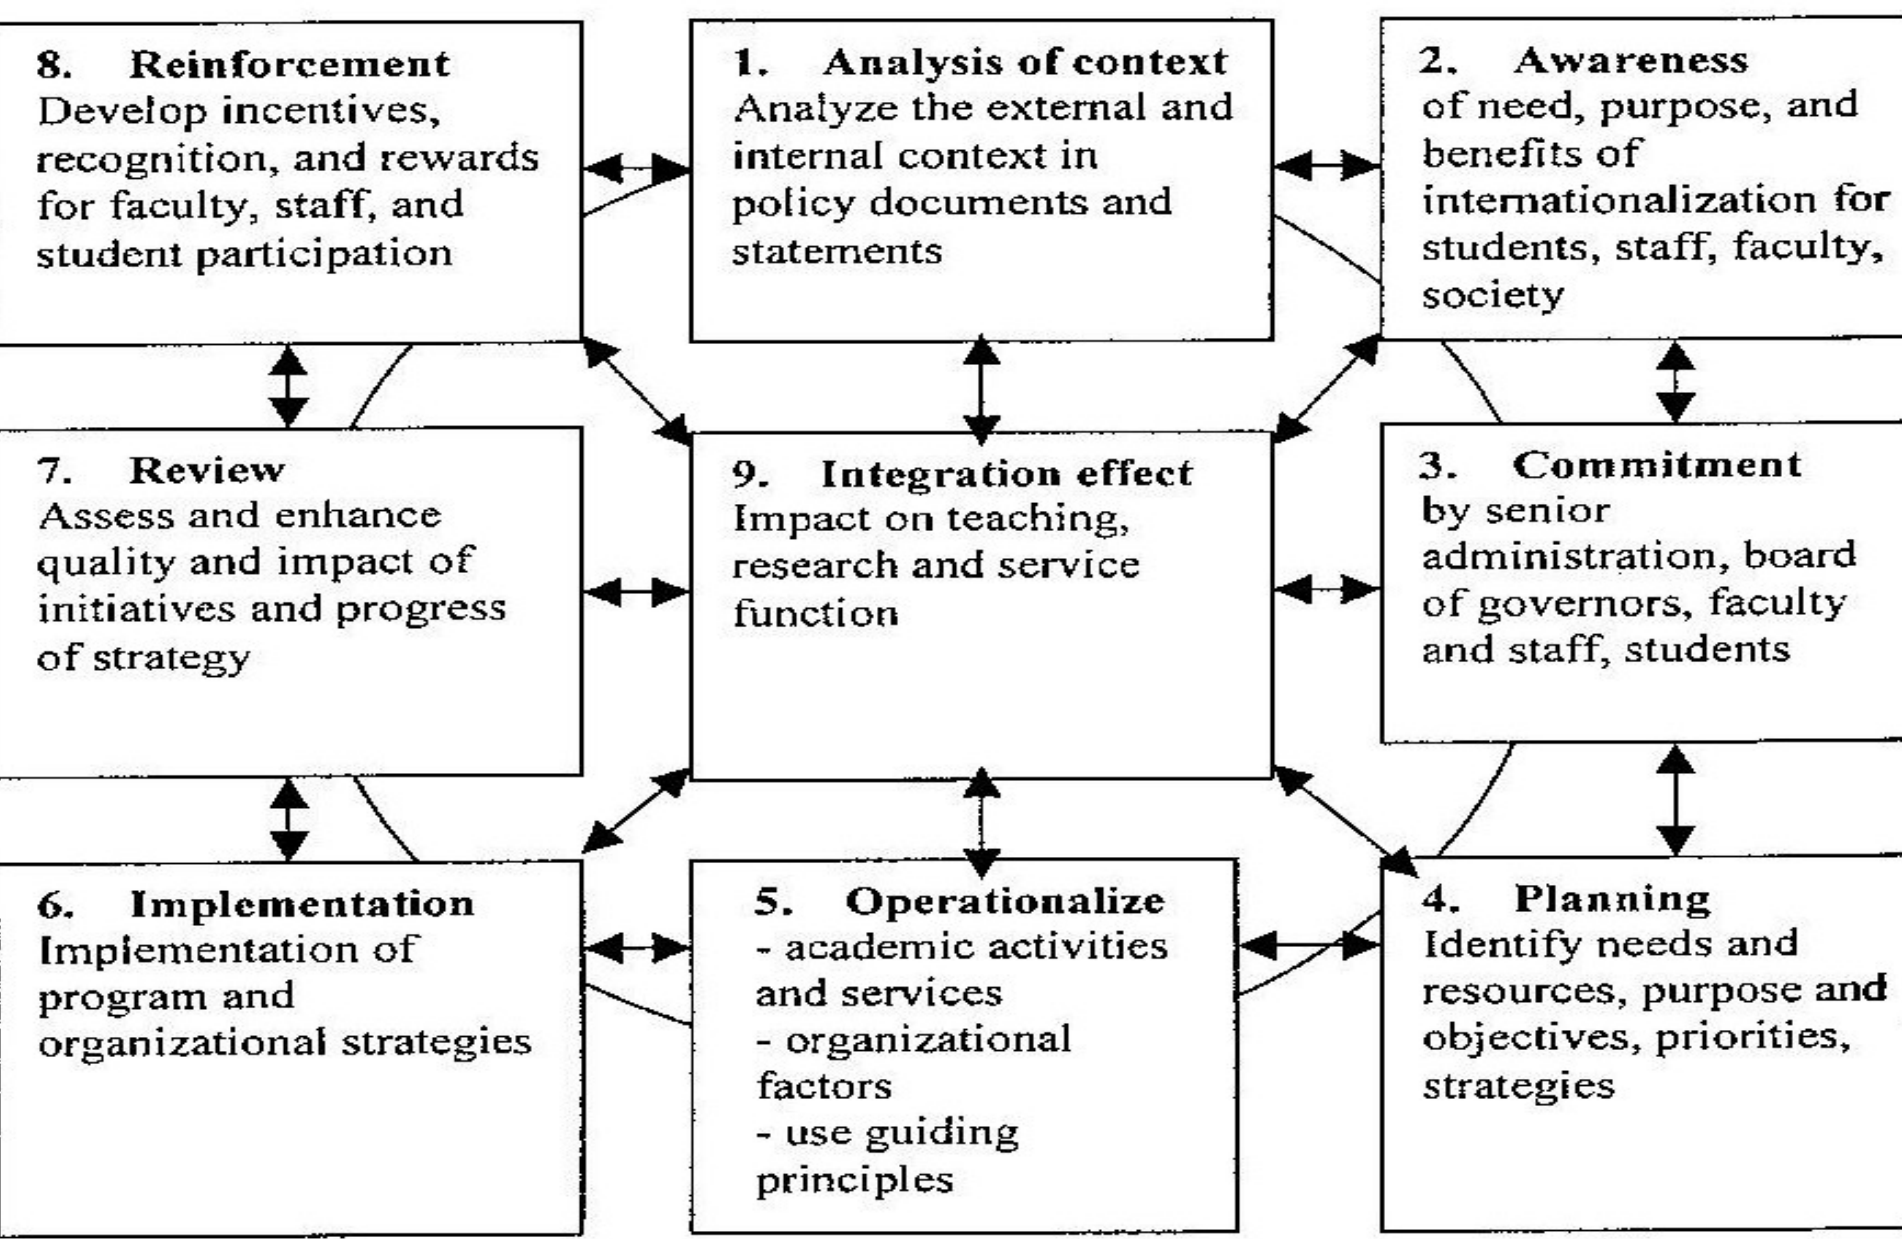 8. Reinforcement
Develop incentives,
recognition, and rewards
for faculty, staff, and
student participation
1. Analysis of context
Analyze the external and
internal context in
policy documents and
statements
2. Awareness
of need, purpose, and
benefits of
internationalization for
students, staff, faculty,
society
7. Review
Assess and enhance
quality and impact of
initiatives and progress
of strategy
9. Integration effect
Impact on teaching,
research and service
function
3. Commitment
by senior
administration, board
of governors, faculty
and staff, students
6. Implementation
Implementation of
program and
organizational strategies
5. Operationalize
- academic activities
and services
- organizational
factors
- use guiding
principles
4. Planning
Identify needs and
resources, purpose and
objectives, priorities,
strategies